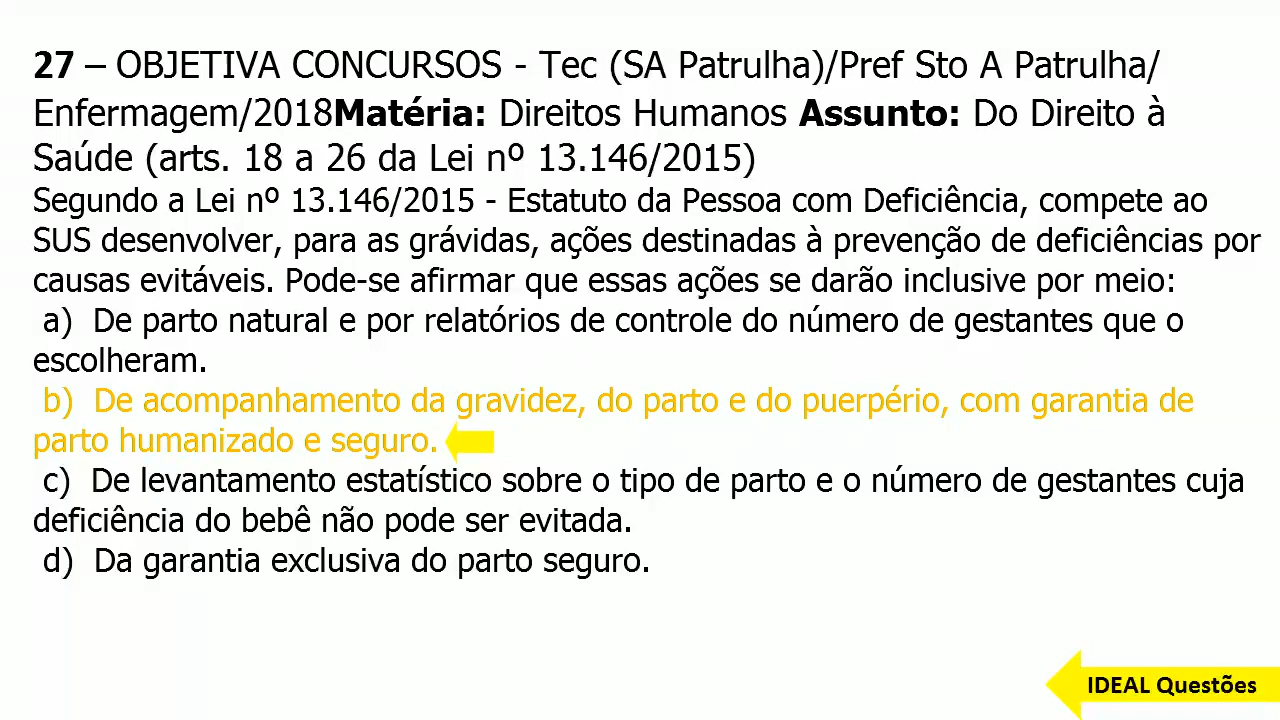 27 – OBJETIVA CONCURSOS - Tec (SA Patrulha)/Pref Sto A Patrulha/
Enfermagem/2018Matéria: Direitos Humanos Assunto: Do Direito à
Saúde (arts. 18 a 26 da Lei nº 13.146/2015)
Segundo a Lei nº 13.146/2015 - Estatuto da Pessoa com Deficiência, compete ao
SUS desenvolver, para as grávidas, ações destinadas à prevenção de deficiências por
causas evitáveis. Pode-se afirmar que essas ações se darão inclusive por meio:
a) De parto natural e por relatórios de controle do número de gestantes que o
escolheram.
b) De acompanhamento da gravidez, do parto e do puerpério, com garantia de
parto humanizado e seguro.
c) De levantamento estatístico sobre o tipo de parto e o número de gestantes cuja
deficiência do bebê não pode ser evitada.
d) Da garantia exclusiva do parto seguro.
IDEAL Questões